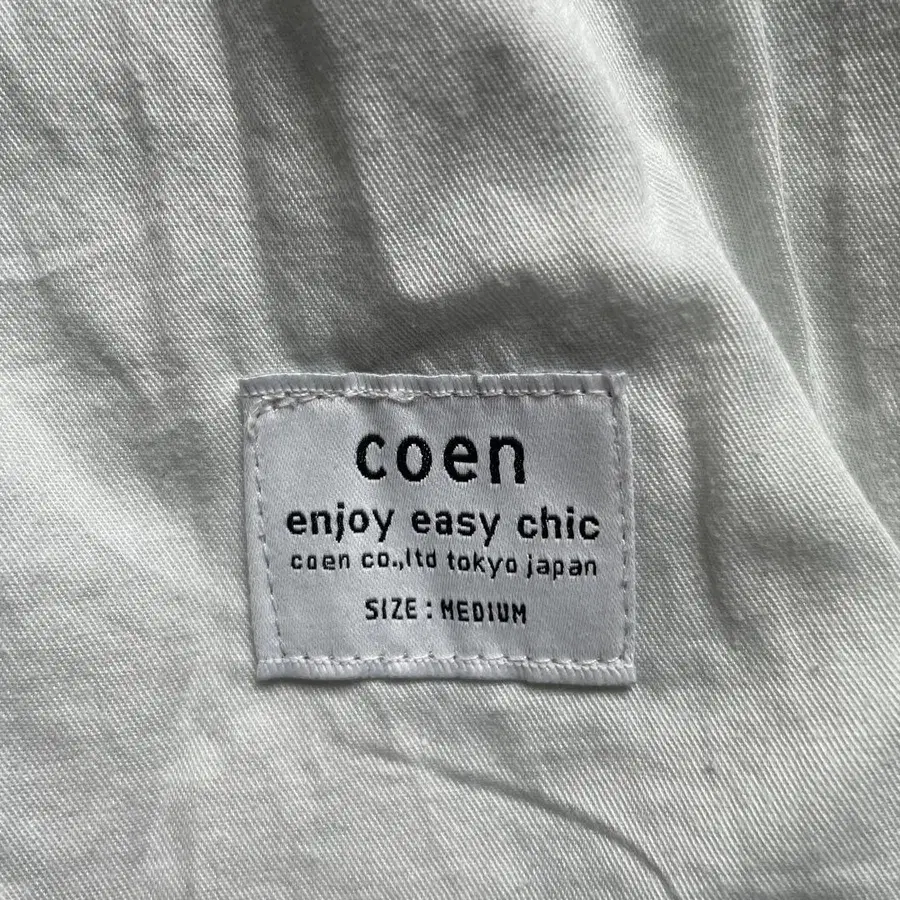 coen
enjoy easy chic
coen co.,ltd tokyo japan
SIZE : MEDIUM